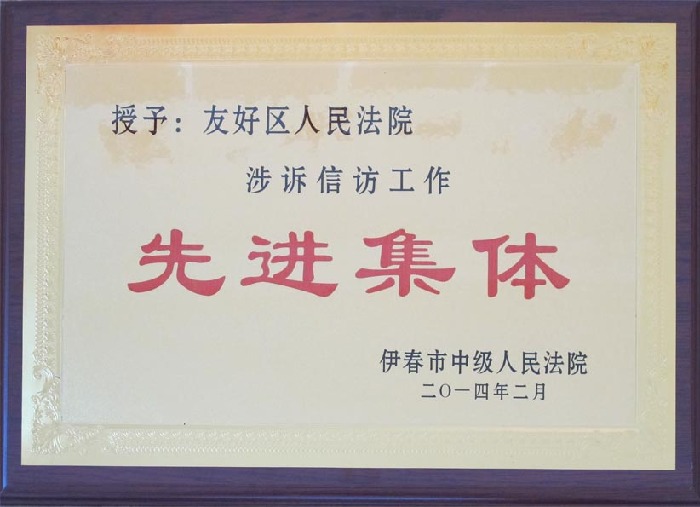 授予：友好区人民法院
涉诉信访工作
先进集体
伊春市中级人民法院
二〇一四年二月